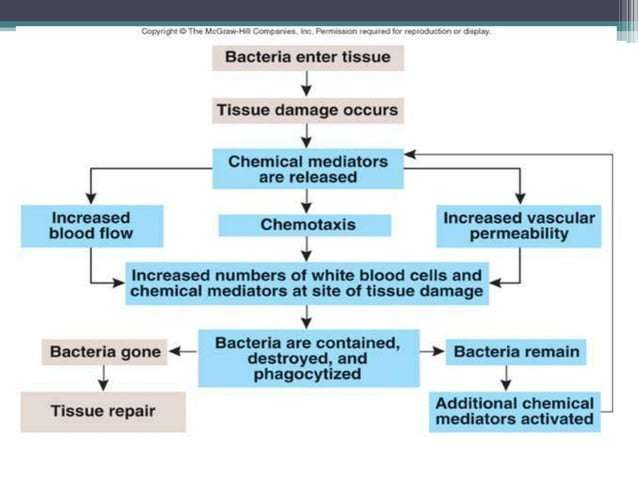 Copyright © The McGraw-Hill Companies, Inc. Permission required for reproduction or display.
Bacteria enter tissue
Tissue damage occurs
Chemical mediators
are released
Increased
blood flow
Chemotaxis
Increased vascular
permeability
Increased numbers of white blood cells and
chemical mediators at site of tissue damage
Bacteria gone
Bacteria are contained,
destroyed, and
phagocytized
Bacteria remain
Tissue repair
Additional chemical
mediators activated